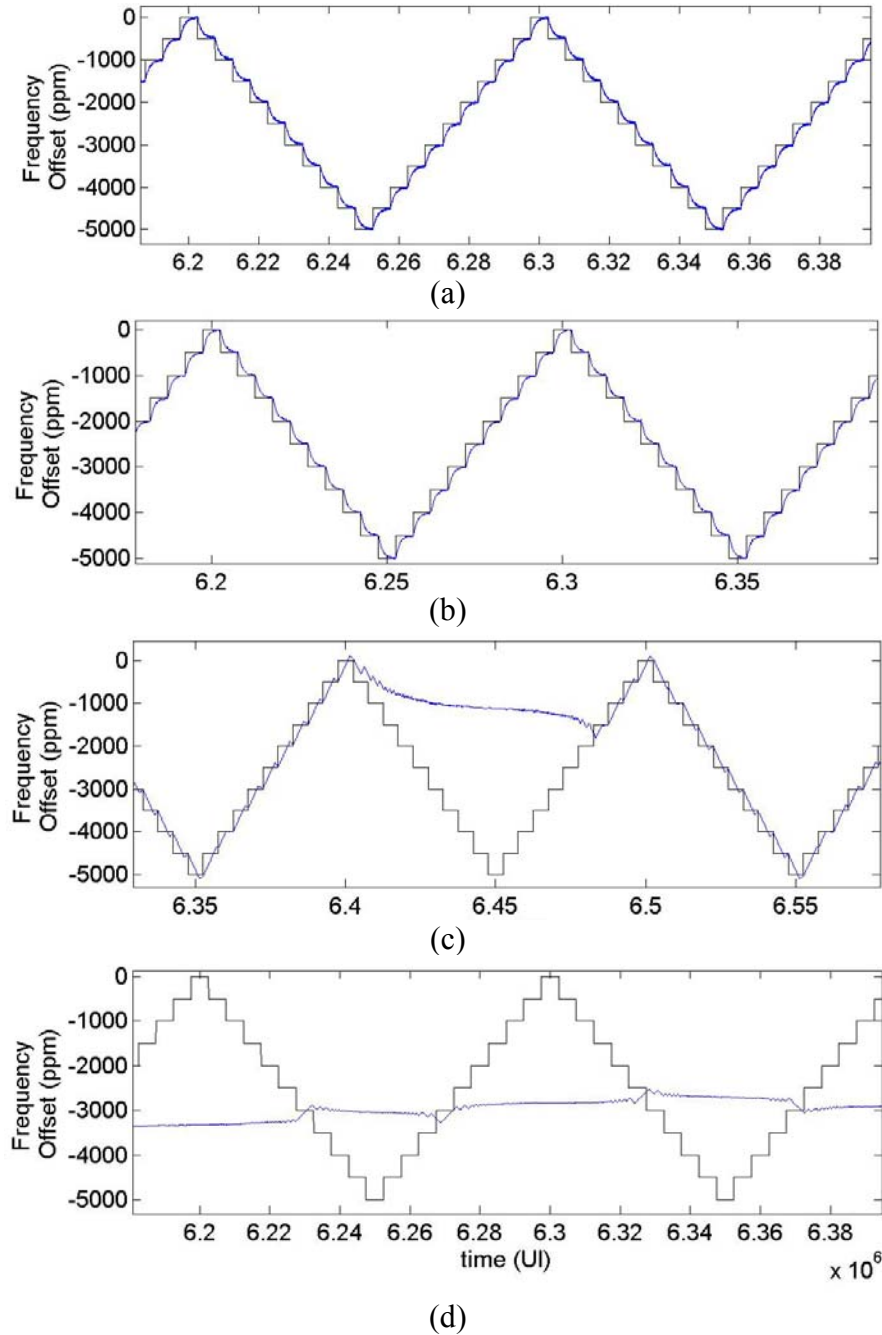 Frequency
Offset (ppm)
0
-1000
-2000
-3000
-4000
-5000
6.2 6.22 6.24 6.26 6.28 6.3 6.32 6.34 6.36 6.38
(a)
Frequency
Offset (ppm)
0
-1000
-2000
-3000
-4000
-5000
6.2 6.25 6.3 6.35
(b)
Frequency
Offset (ppm)
0
-1000
-2000
-3000
-4000
-5000
6.35 6.4 6.45 6.5 6.55
(c)
Frequency
Offset (ppm)
0
-1000
-2000
-3000
-4000
-5000
6.2 6.22 6.24 6.26 6.28 6.3 6.32 6.34 6.36 6.38
time (UI)
x 10^6
(d)